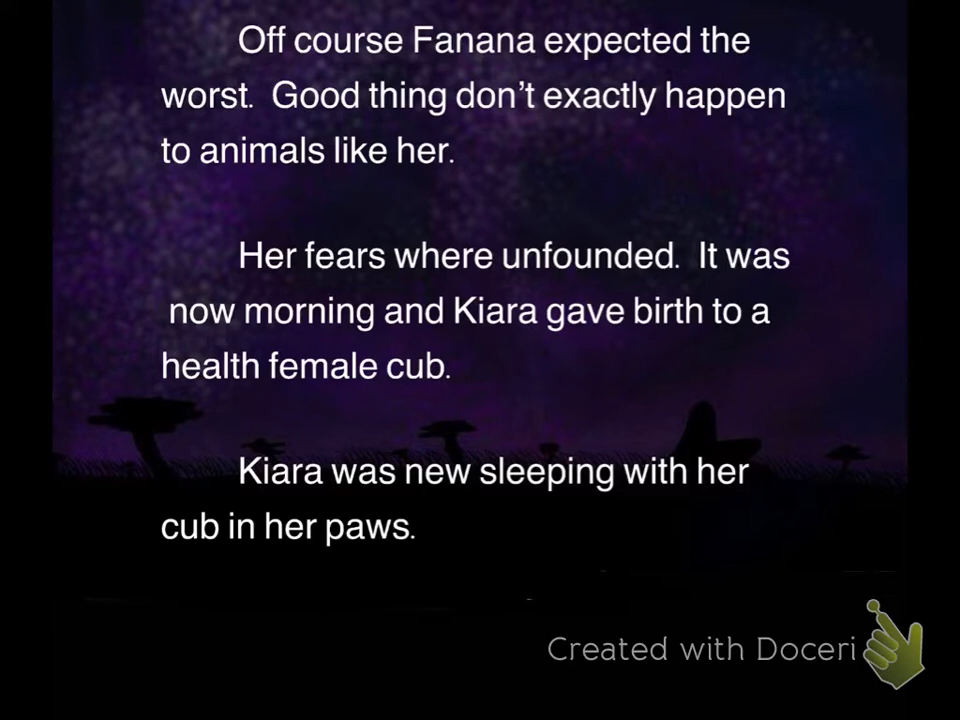 Off course Fanana expected the
worst.  Good thing don't exactly happen
to animals like her.
Her fears where unfounded.  It was
now morning and Kiara gave birth to a
health female cub.
Kiara was new sleeping with her
cub in her paws.
Created with Doceri